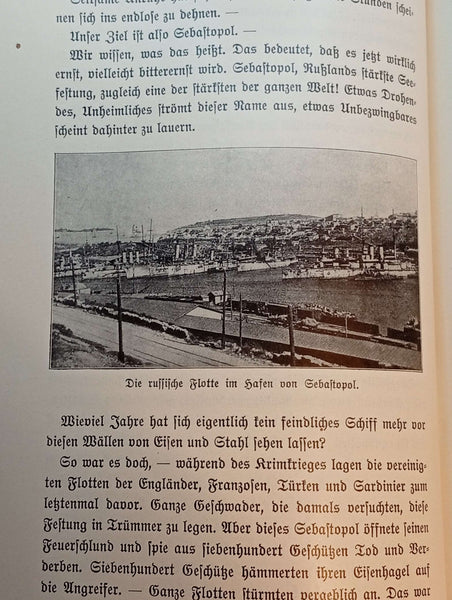 Seltsame Unruhe Stunden schei-
nen sich ins endlose zu dehnen. —
Unser Ziel ist also Sebastopol. —
Wir wissen, was das heißt. Das bedeutet, daß es jetzt wirklich
ernst, vielleicht bitterernst wird. Sebastopol, Rußlands stärkste See-
festung, zugleich eine der stärksten der ganzen Welt! Etwas Drohen-
des, Unheimliches strömt dieser Name aus, etwas Unbezwingbares
scheint dahinter zu lauern.
Die russische Flotte im Hafen von Sebastopol.
Wieviel Jahre hat sich eigentlich kein feindliches Schiff mehr vor
diesen Wällen von Eisen und Stahl sehen lassen?
So war es doch, — während des Krimkrieges lagen die vereinig-
ten Flotten der Engländer, Franzosen, Türken und Sardinier zum
letztenmal davor. Ganze Geschwader, die damals versuchten, diese
Festung in Trümmer zu legen. Aber dieses Sebastopol öffnete seinen
Feuerschlund und spie aus siebenhundert Geschützen Tod und Ver-
derben. Siebenhundert Geschütze hämmerten ihren Eisenhagel auf
die Angreifer. — Ganze Flotten stürmten vergeblich an. Das war